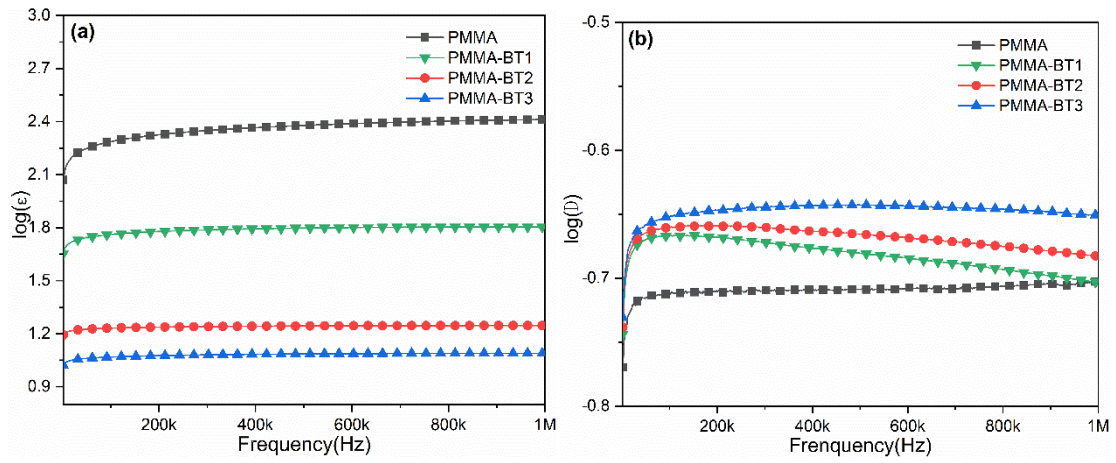 (a)
PMMA
PMMA-BT1
PMMA-BT2
PMMA-BT3
3.0
2.7
2.4
2.1
1.8
1.5
1.2
0.9
log(ε)
200k
400k
600k
800k
1M
Frequency(Hz)
(b)
PMMA
PMMA-BT1
PMMA-BT2
PMMA-BT3
-0.5
-0.6
-0.7
-0.8
log(D)
200k
400k
600k
800k
1M
Frenquency(Hz)